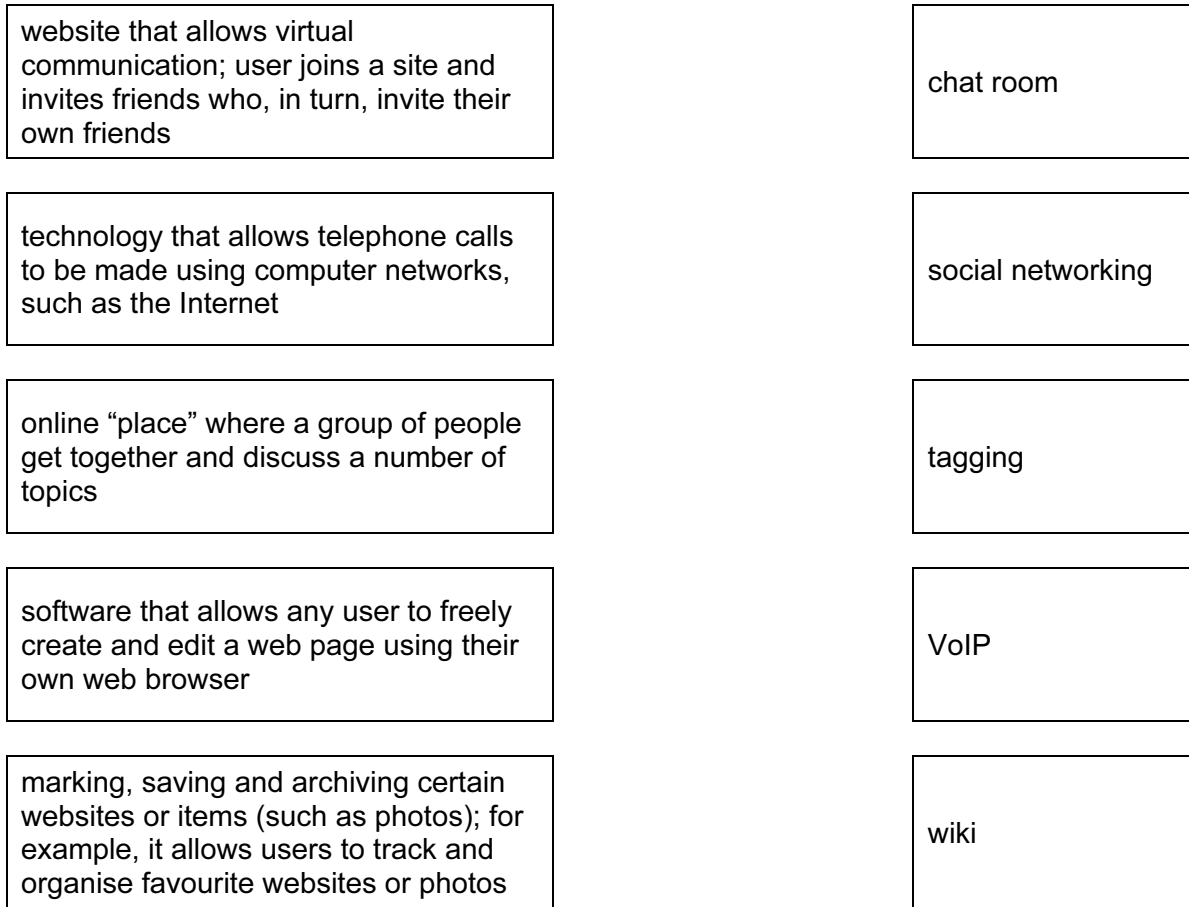 website that allows virtual
communication; user joins a site and
invites friends who, in turn, invite their
own friends
chat room
technology that allows telephone calls
to be made using computer networks,
such as the Internet
social networking
online “place” where a group of people
get together and discuss a number of
topics
tagging
software that allows any user to freely
create and edit a web page using their
own web browser
VoIP
marking, saving and archiving certain
websites or items (such as photos); for
example, it allows users to track and
organise favourite websites or photos
wiki